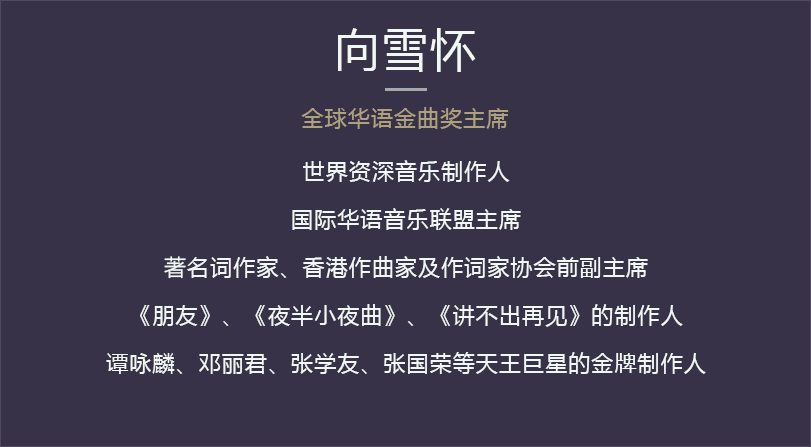 向雪怀
全球华语金曲奖主席
世界资深音乐制作人
国际华语音乐联盟主席
著名词作家、香港作曲家及作词家协会前副主席
《朋友》、《夜半小夜曲》、《讲不出再见》的制作人
谭咏麟、邓丽君、张学友、张国荣等天王巨星的金牌制作人